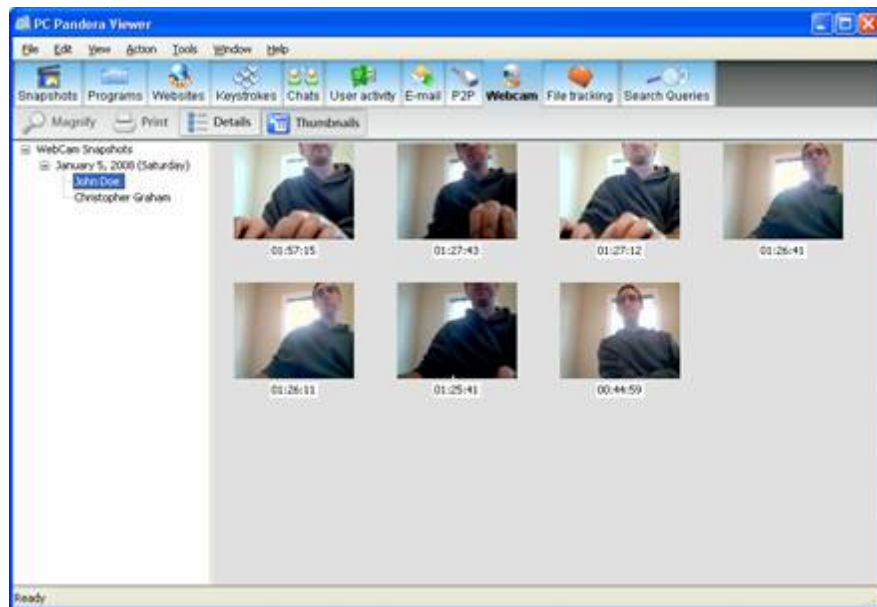 PC Pandora Viewer
File Edit View Action Tools Window Help
Snapshots Programs Websites Keystrokes Chats User activity E-mail P2P Webcam File tracking Search Queries
Magnify Print Details Thumbnails
WebCam Snapshots
January 5, 2008 (Saturday)
John Doe
Christopher Graham
01:57:15 01:27:43 01:27:12 01:26:41
01:26:11 01:25:41 00:44:59
Ready